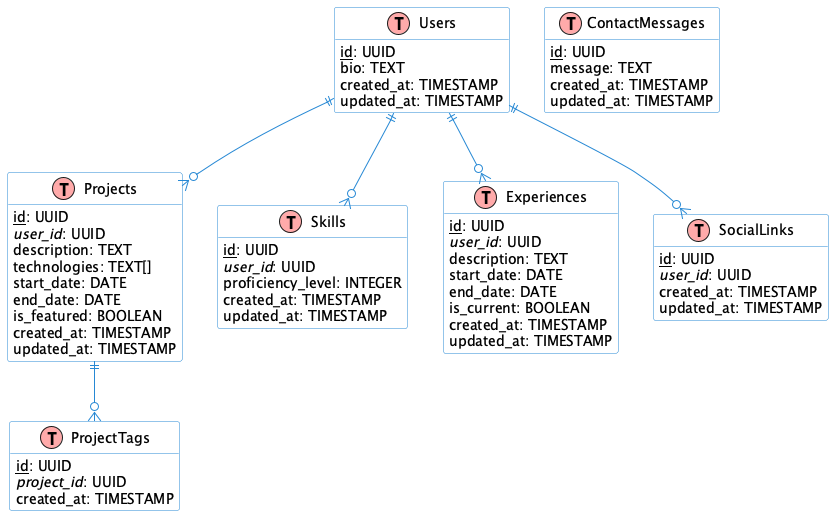 T Users
id: UUID
bio: TEXT
created_at: TIMESTAMP
updated_at: TIMESTAMP
T ContactMessages
id: UUID
message: TEXT
created_at: TIMESTAMP
updated_at: TIMESTAMP
T Projects
id: UUID
user_id: UUID
description: TEXT
technologies: TEXT[]
start_date: DATE
end_date: DATE
is_featured: BOOLEAN
created_at: TIMESTAMP
updated_at: TIMESTAMP
T Skills
id: UUID
user_id: UUID
proficiency_level: INTEGER
created_at: TIMESTAMP
updated_at: TIMESTAMP
T Experiences
id: UUID
user_id: UUID
description: TEXT
start_date: DATE
end_date: DATE
is_current: BOOLEAN
created_at: TIMESTAMP
updated_at: TIMESTAMP
T SocialLinks
id: UUID
user_id: UUID
created_at: TIMESTAMP
updated_at: TIMESTAMP
T ProjectTags
id: UUID
project_id: UUID
created_at: TIMESTAMP